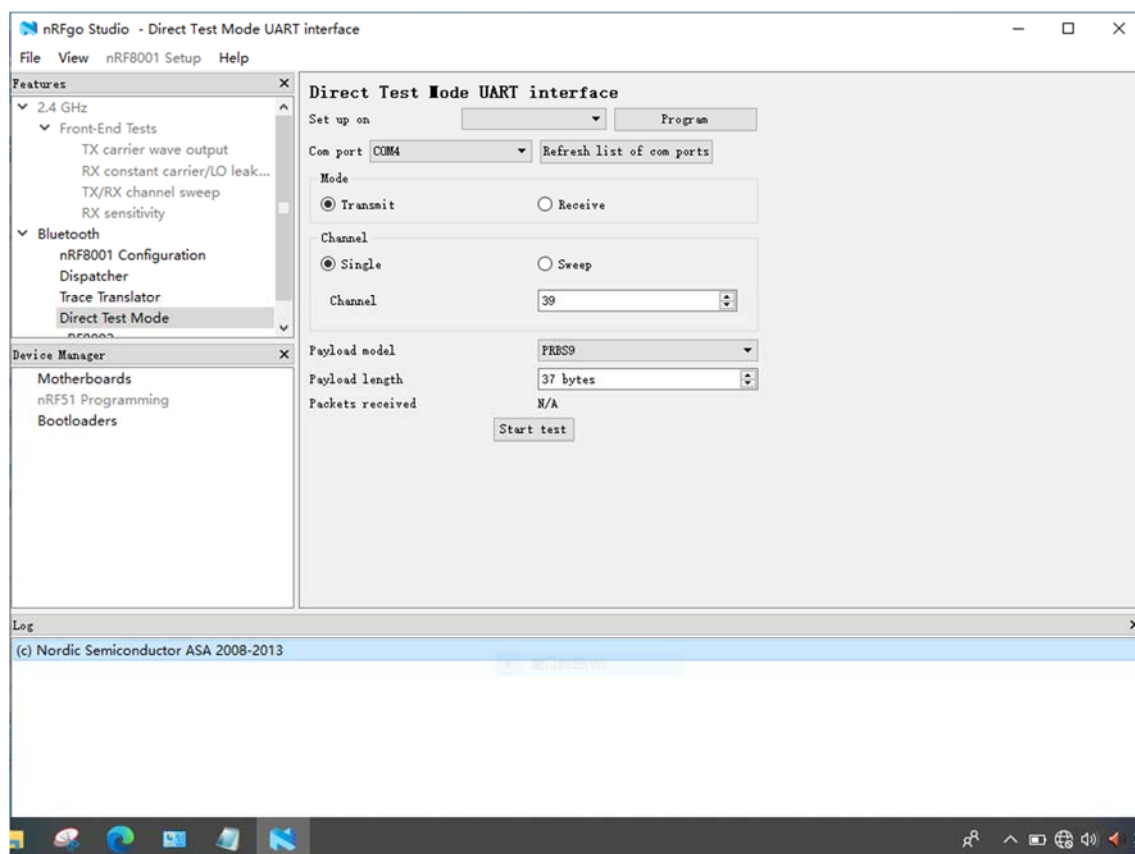 nRFgo Studio - Direct Test Mode UART interface
File View nRF8001 Setup Help
Features
2.4 GHz
Front-End Tests
TX carrier wave output
RX constant carrier/LO leak...
TX/RX channel sweep
RX sensitivity
Bluetooth
nRF8001 Configuration
Dispatcher
Trace Translator
Direct Test Mode
Device Manager
Motherboards
nRF51 Programming
Bootloaders
Direct Test Mode UART interface
Set up on Program
Com port COM4 Refresh list of com ports
Mode
Transmit Receive
Channel
Single Sweep
Channel 39
Payload model PRBS9
Payload length 37 bytes
Packets received N/A
Start test
Log
(c) Nordic Semiconductor ASA 2008-2013